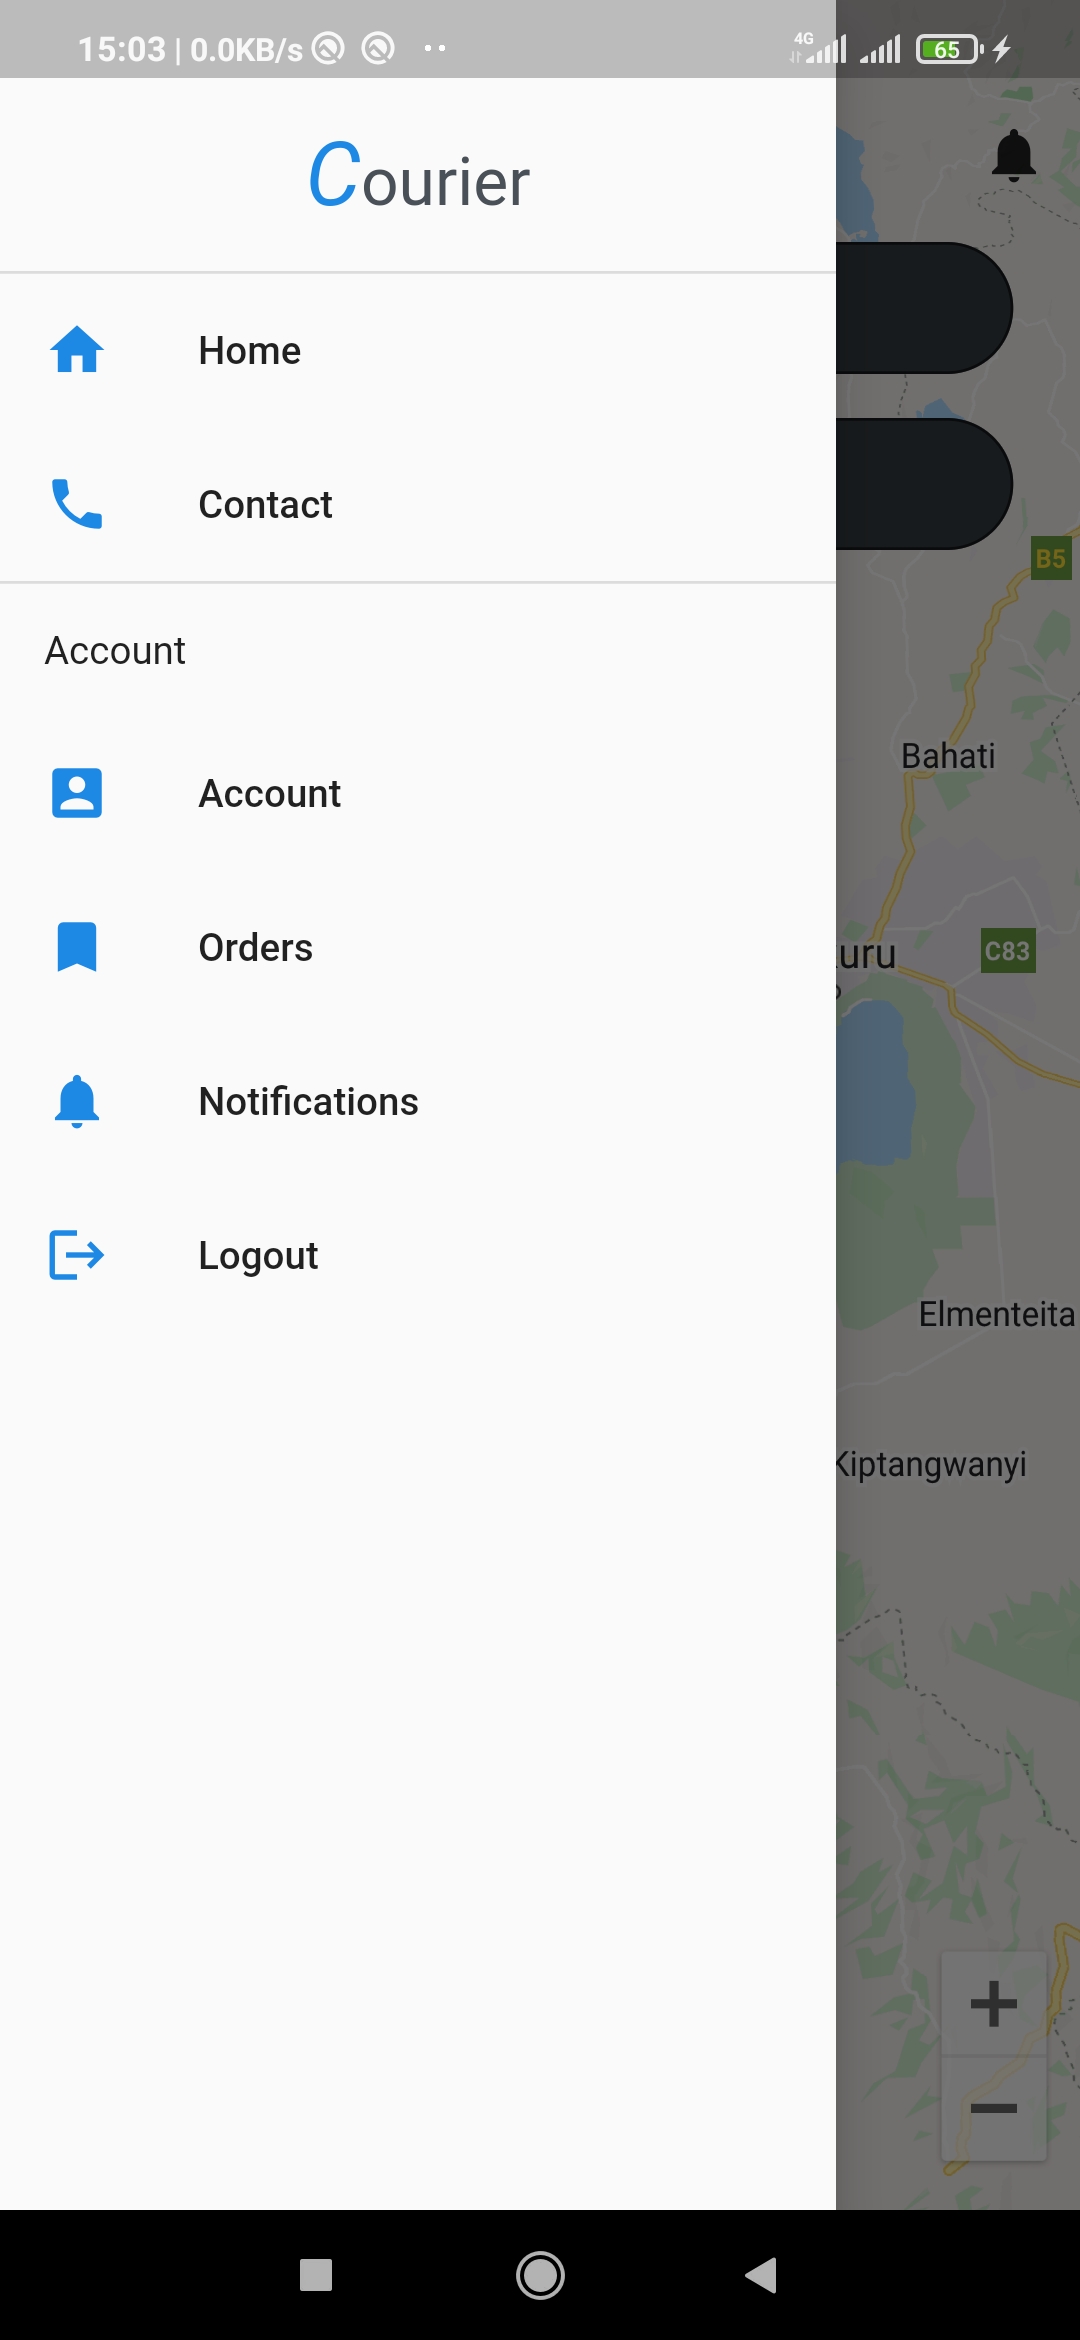 15:03 | 0.0KB/s
4G
65
Courier
Home
Contact
B5
Account
Bahati
Account
Orders
C83
Notifications
Logout
Elmenteita
Kiptangwanyi